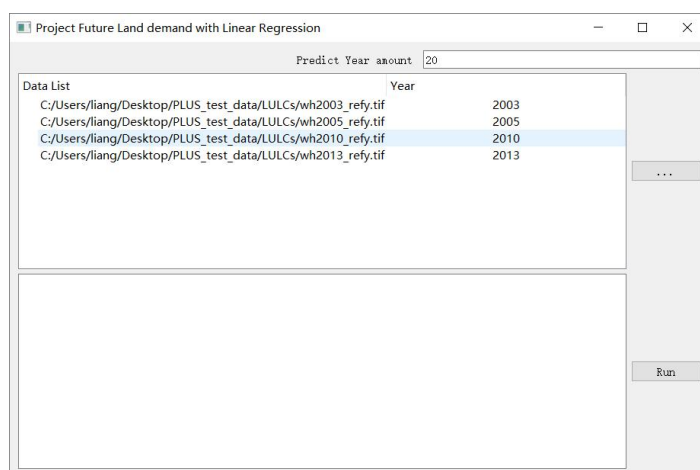 Project Future Land demand with Linear Regression
Predict Year amount 20
Data List Year
C:/Users/liang/Desktop/PLUS_test_data/LULCs/wh2003_refy.tif 2003
C:/Users/liang/Desktop/PLUS_test_data/LULCs/wh2005_refy.tif 2005
C:/Users/liang/Desktop/PLUS_test_data/LULCs/wh2010_refy.tif 2010
C:/Users/liang/Desktop/PLUS_test_data/LULCs/wh2013_refy.tif 2013
...
Run